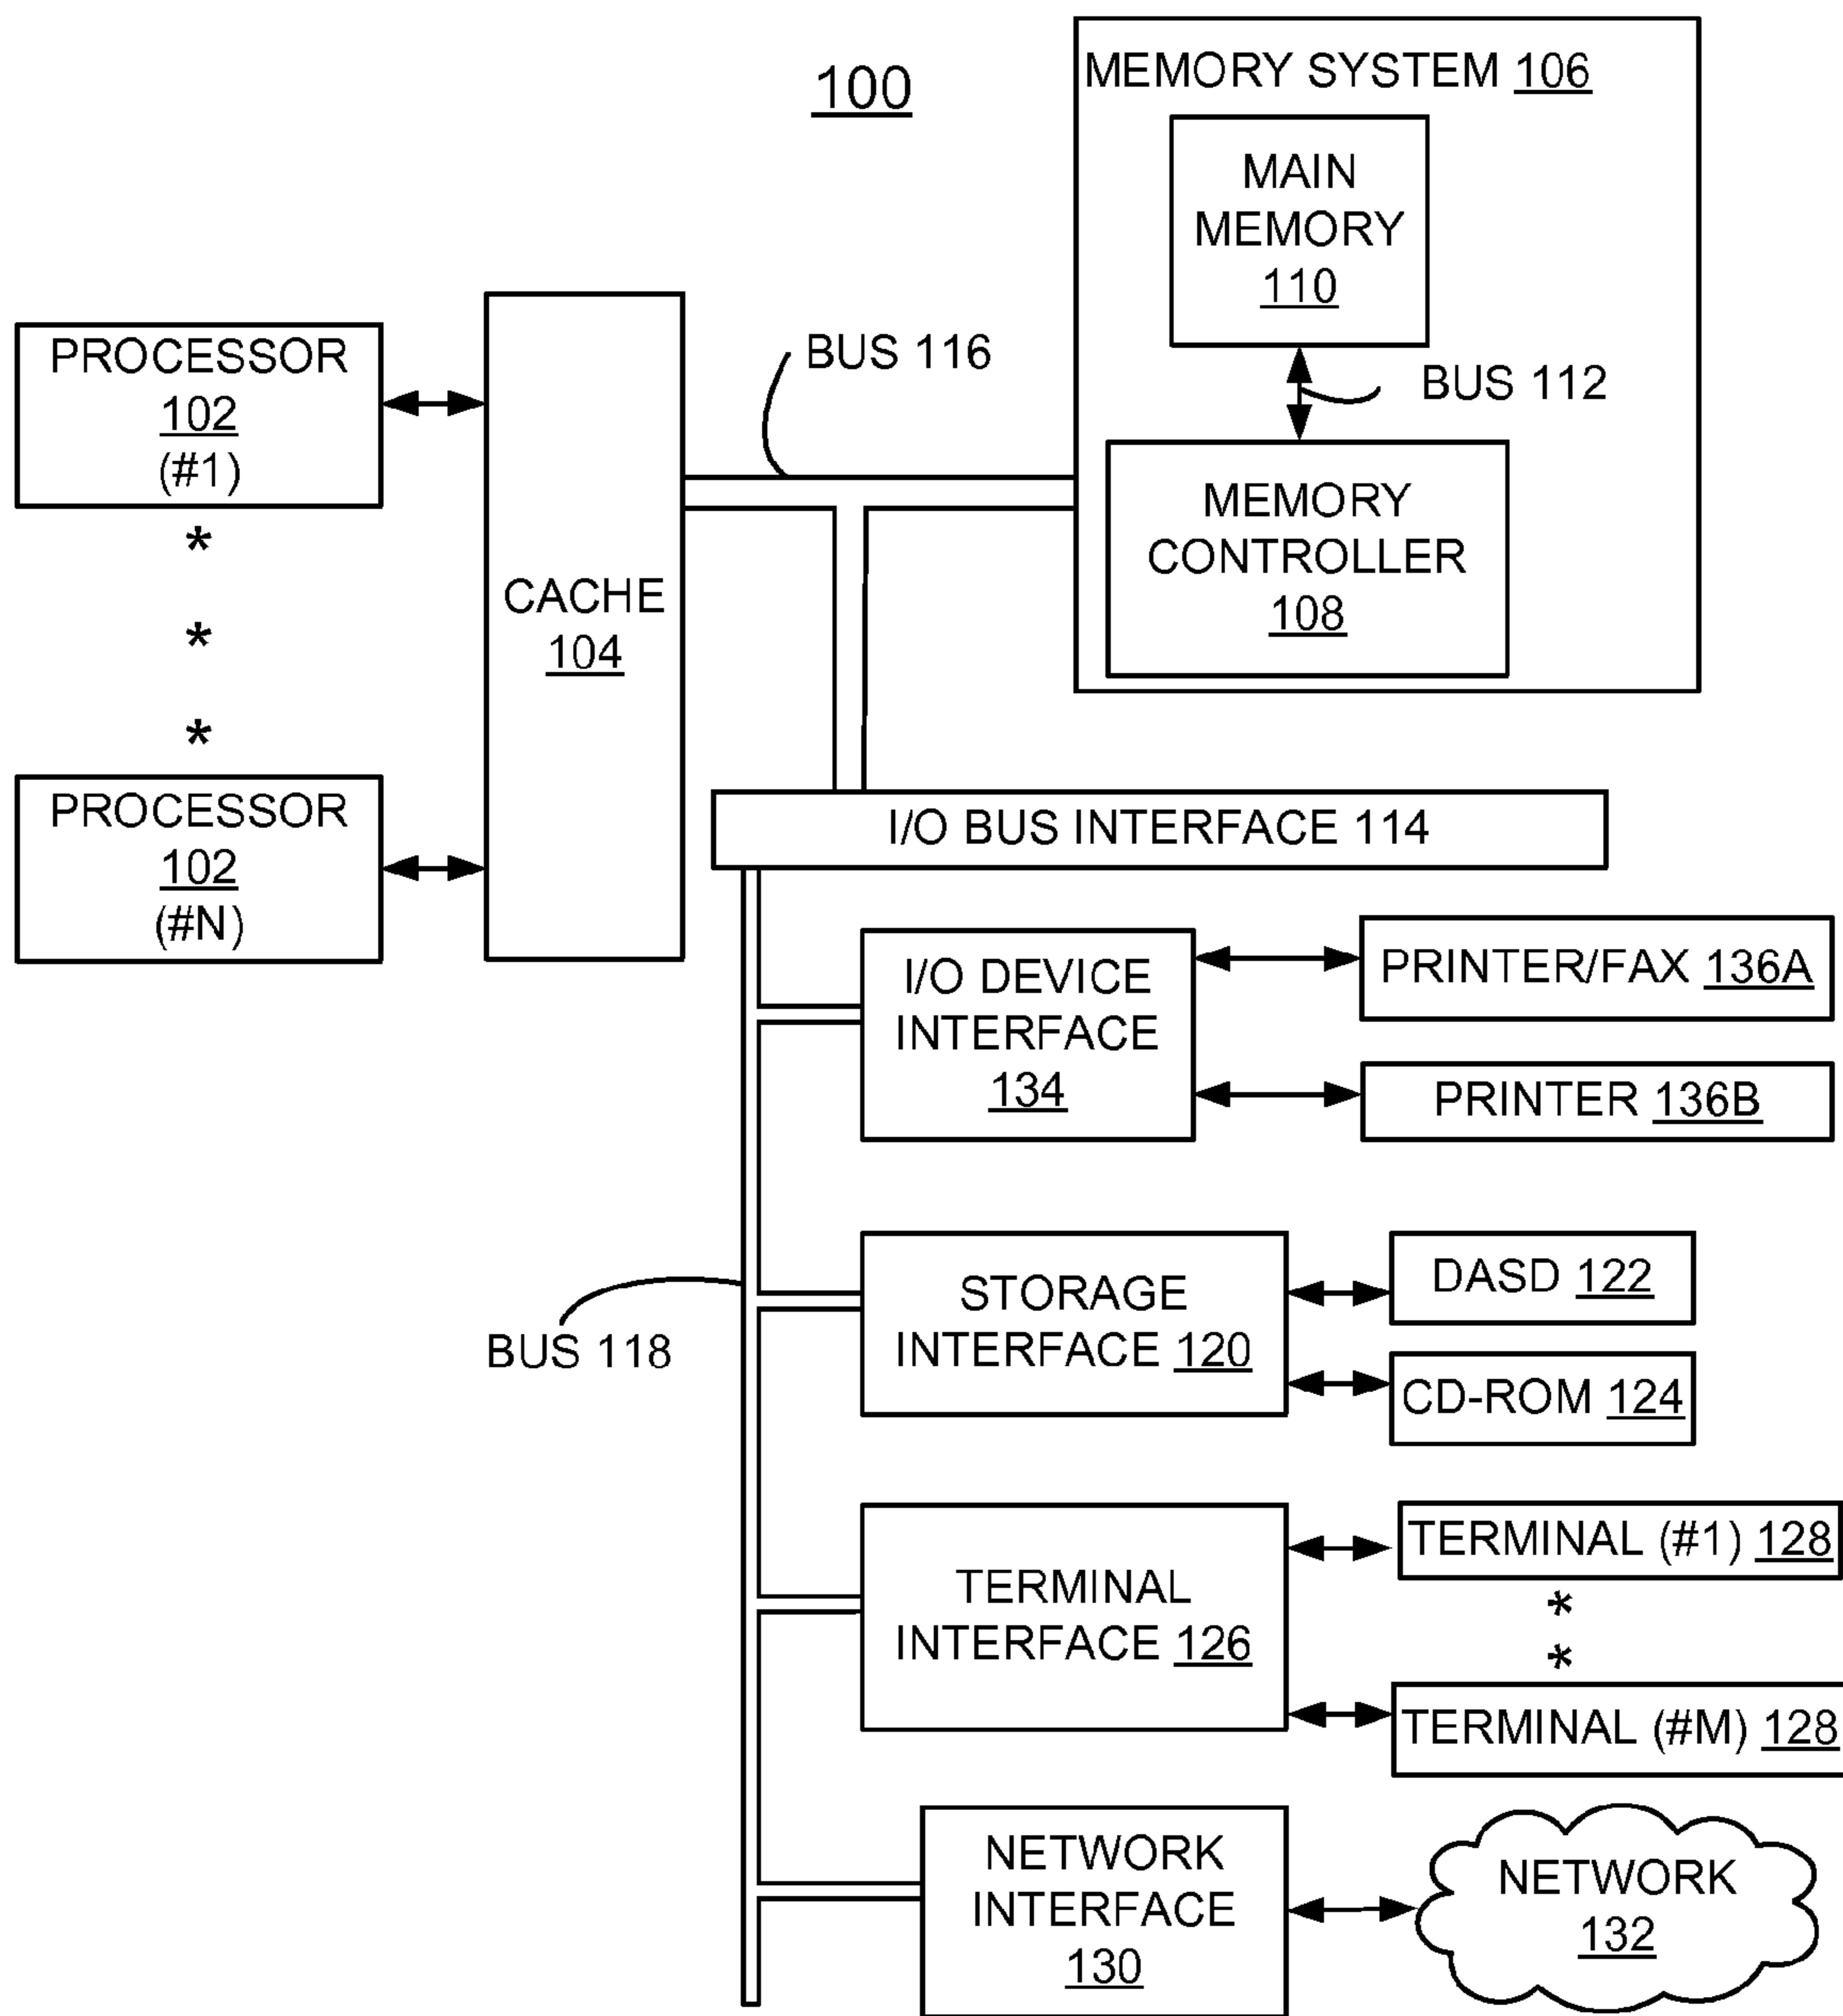 100
MEMORY SYSTEM 106
MAIN
MEMORY
110
BUS 112
MEMORY
CONTROLLER
108
BUS 116
PROCESSOR
102
(#1)
*
*
*
PROCESSOR
102
(#N)
CACHE
104
I/O BUS INTERFACE 114
I/O DEVICE
INTERFACE
134
PRINTER/FAX 136A
PRINTER 136B
BUS 118
STORAGE
INTERFACE 120
DASD 122
CD-ROM 124
TERMINAL
INTERFACE 126
TERMINAL (#1) 128
*
*
TERMINAL (#M) 128
NETWORK
INTERFACE
130
NETWORK
132